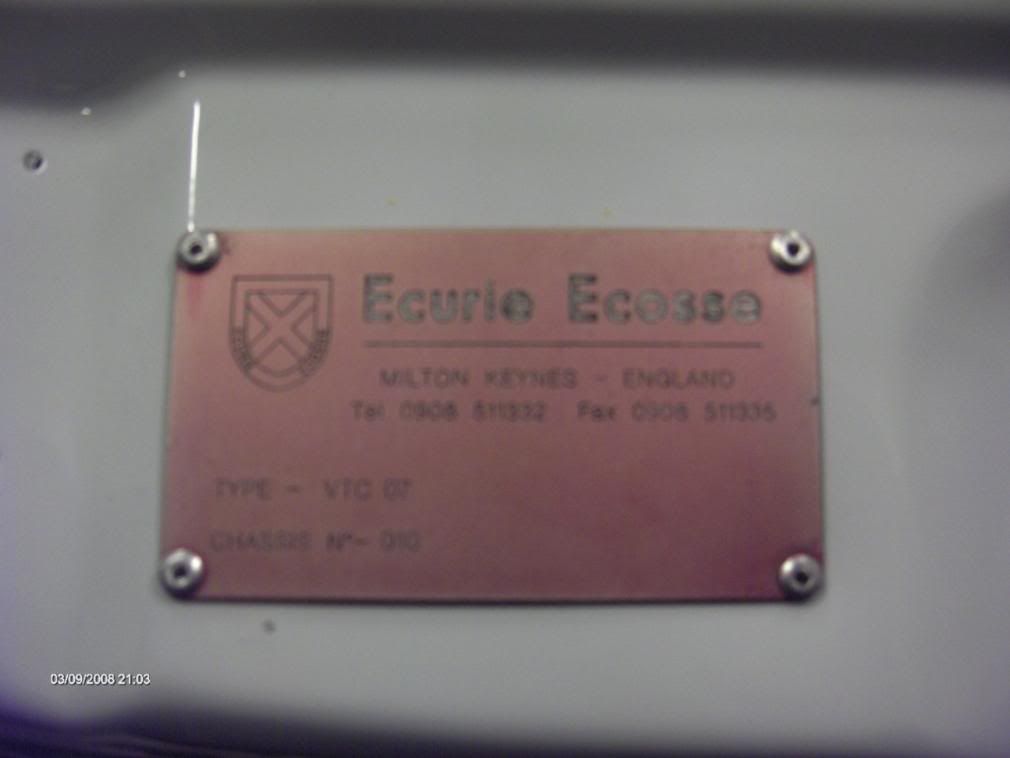 Ecurie Ecosse
MILTON KEYNES - ENGLAND
Tel 0908 511332 Fax 0908 511335
TYPE - VTC 07
CHASSIS Nº- 010
03/09/2008 21:03